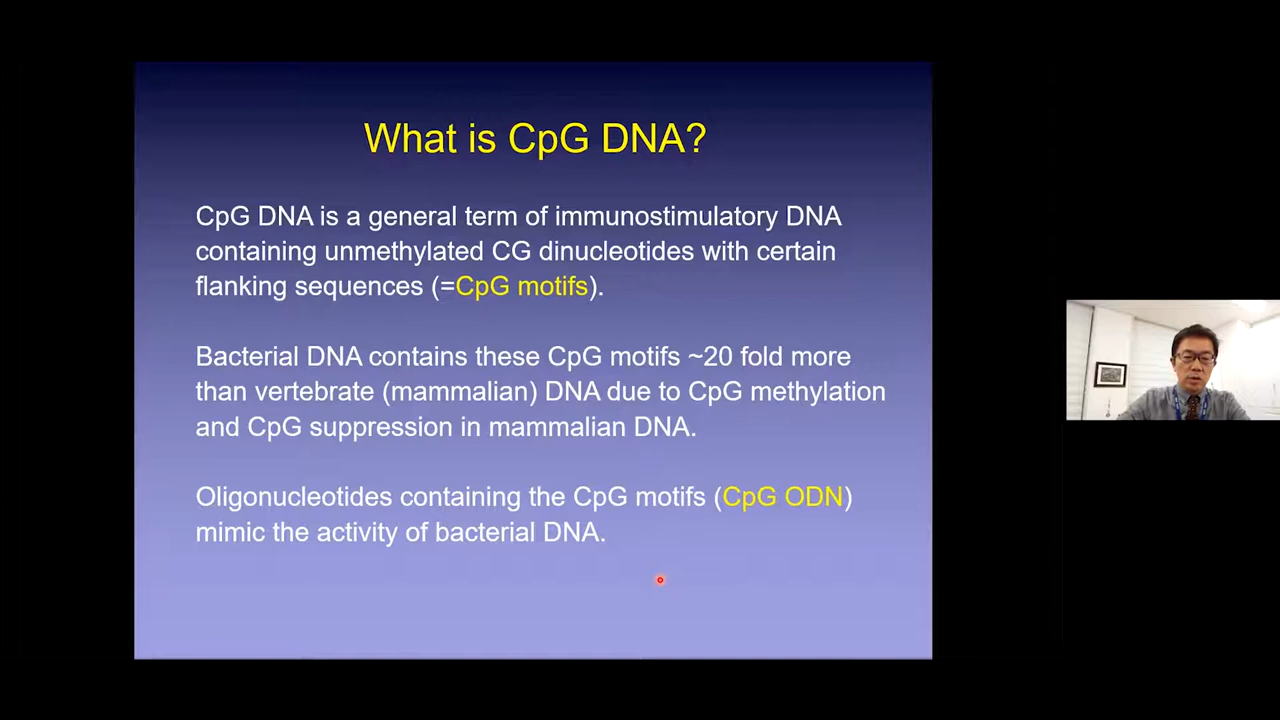 What is CpG DNA?
CpG DNA is a general term of immunostimulatory DNA
containing unmethylated CG dinucleotides with certain
flanking sequences (=CpG motifs).
Bacterial DNA contains these CpG motifs ~20 fold more
than vertebrate (mammalian) DNA due to CpG methylation
and CpG suppression in mammalian DNA.
Oligonucleotides containing the CpG motifs (CpG ODN)
mimic the activity of bacterial DNA.